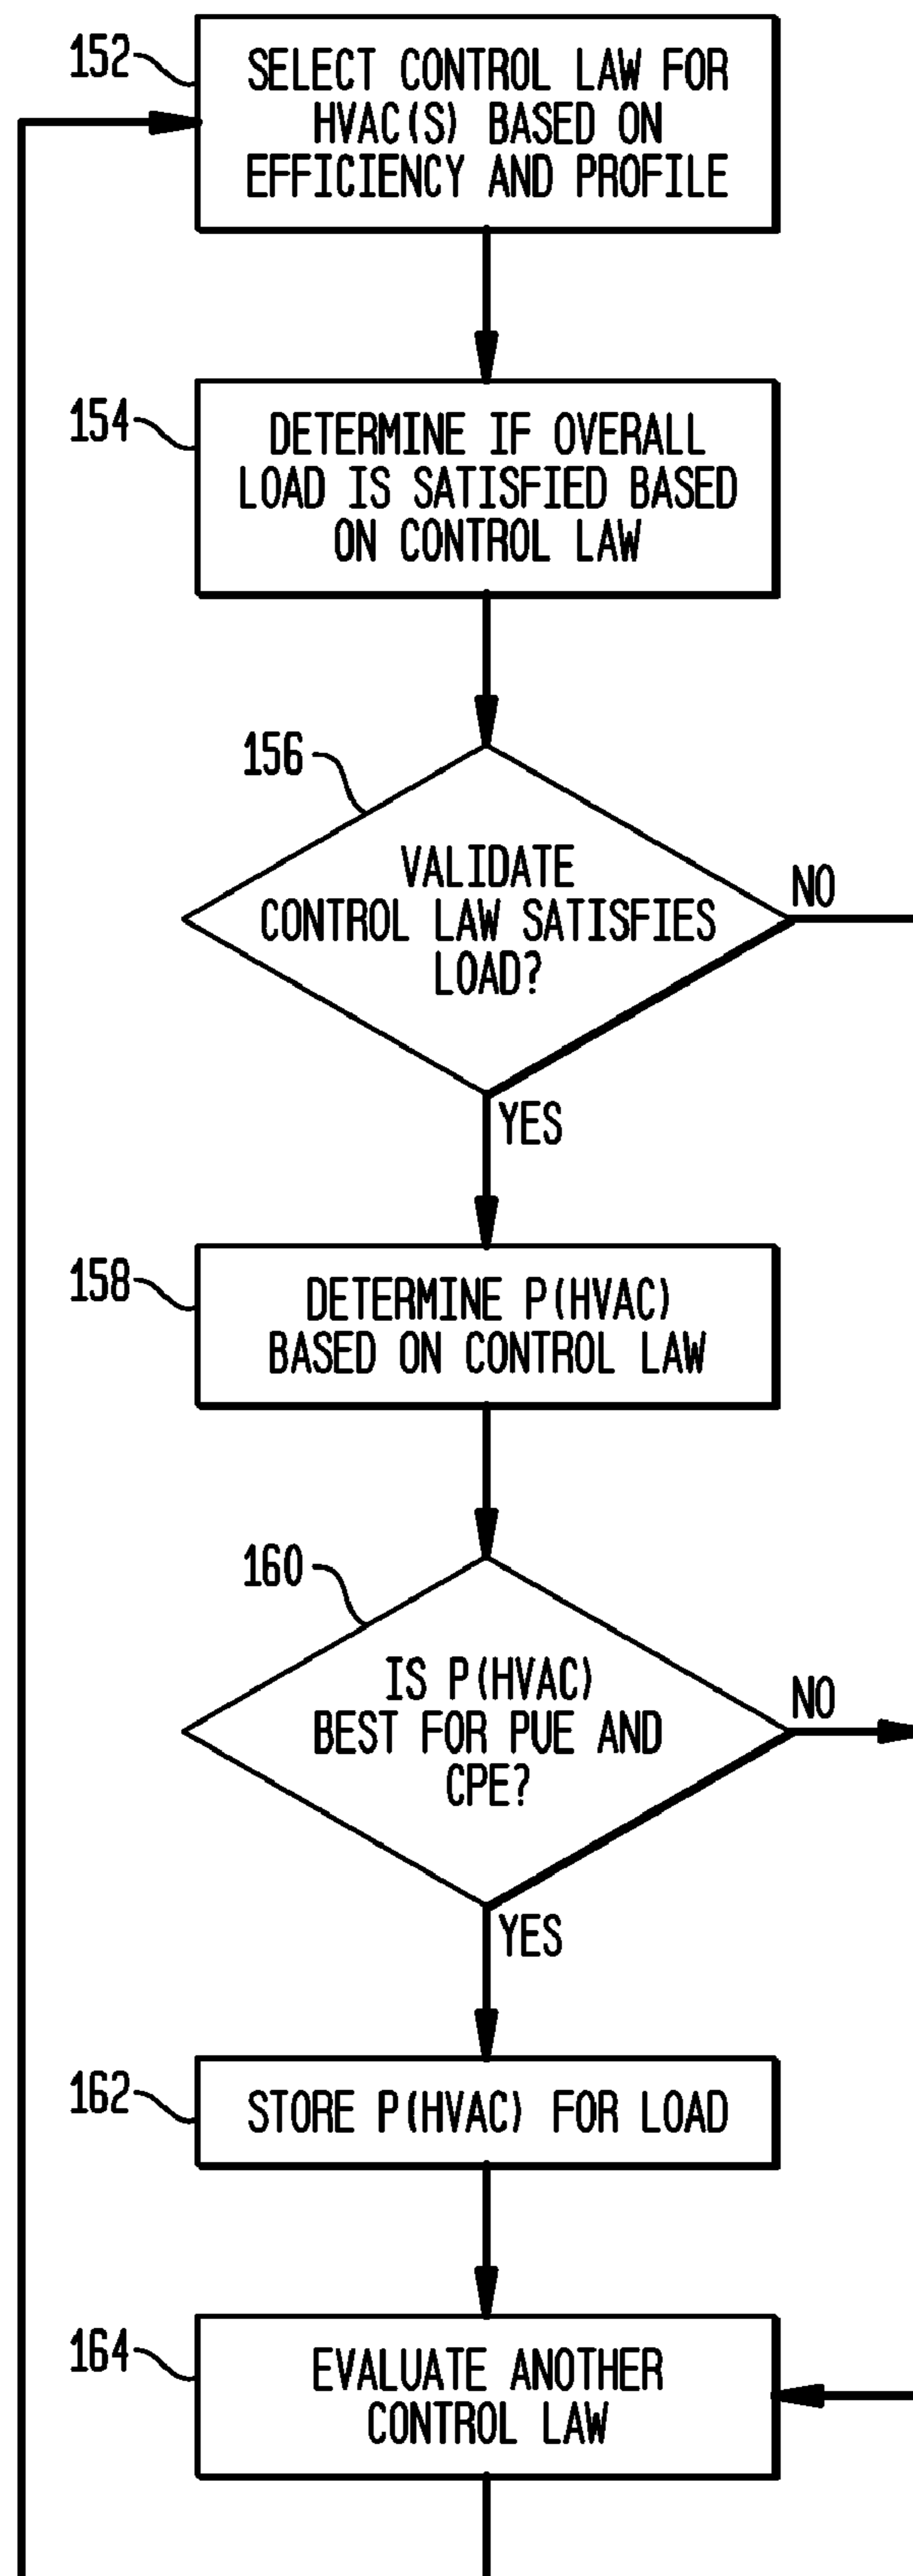 152
SELECT CONTROL LAW FOR
HVAC(S) BASED ON
EFFICIENCY AND PROFILE
154
DETERMINE IF OVERALL
LOAD IS SATISFIED BASED
ON CONTROL LAW
156
VALIDATE
CONTROL LAW SATISFIES
LOAD?
NO
YES
158
DETERMINE P(HVAC)
BASED ON CONTROL LAW
160
IS P(HVAC)
BEST FOR PUE AND
CPE?
NO
YES
162
STORE P(HVAC) FOR LOAD
164
EVALUATE ANOTHER
CONTROL LAW